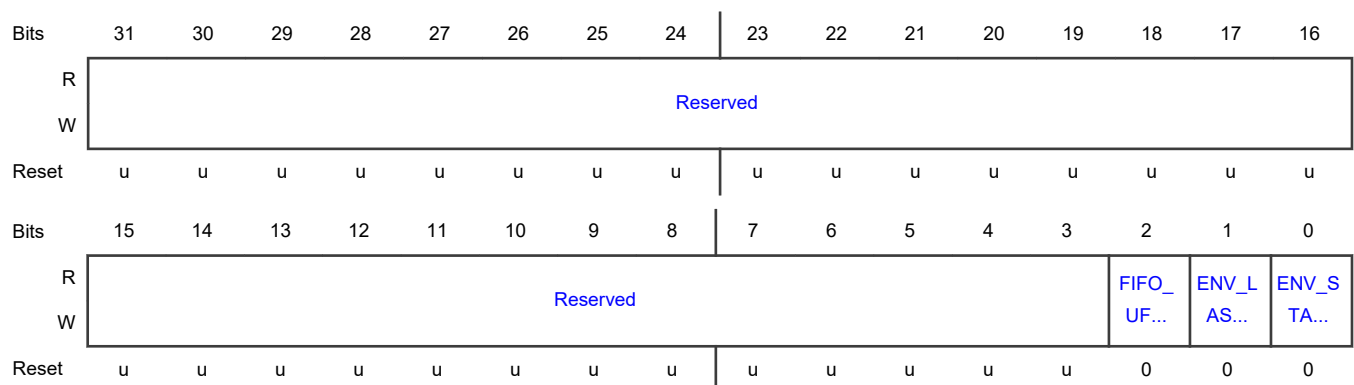 Bits 31 30 29 28 27 26 25 24 23 22 21 20 19 18 17 16
R
Reserved
W
Reset u u u u u u u u u u u u u u u u
Bits 15 14 13 12 11 10 9 8 7 6 5 4 3 2 1 0
R FIFO_ ENV_L ENV_S
Reserved
W UF... AS... TA...
Reset u u u u u u u u u u u u u 0 0 0